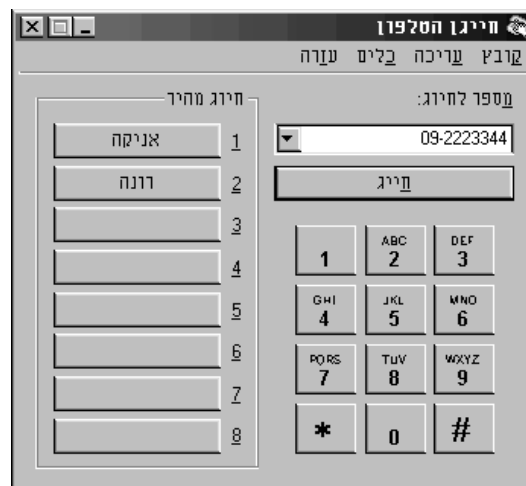 חייגן הטלפון
קובץ עריכה כלים עזרה
מספר לחיוג:
09-2223344
חייג
1
ABC 2
DEF 3
GHI 4
JKL 5
MNO 6
PQRS 7
TUV 8
WXYZ 9
*
0
#
חיוג מהיר
1 אניקה
2 רונה
3
4
5
6
7
8